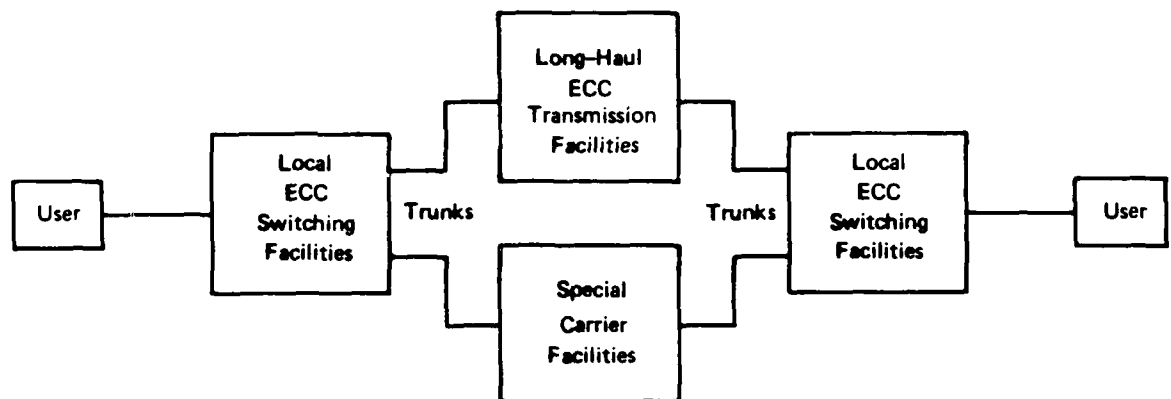 User
Local
ECC
Switching
Facilities
Trunks
Long-Haul
ECC
Transmission
Facilities
Special
Carrier
Facilities
Trunks
Local
ECC
Switching
Facilities
User